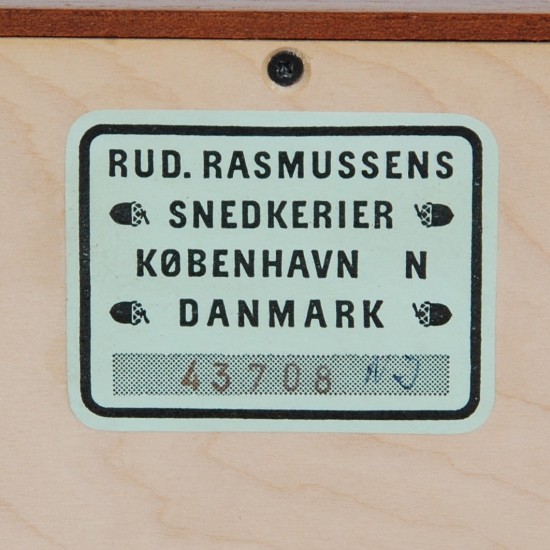 RUD. RASMUSSENS
SNEDKERIER
KØBENHAVN N
DANMARK
43708